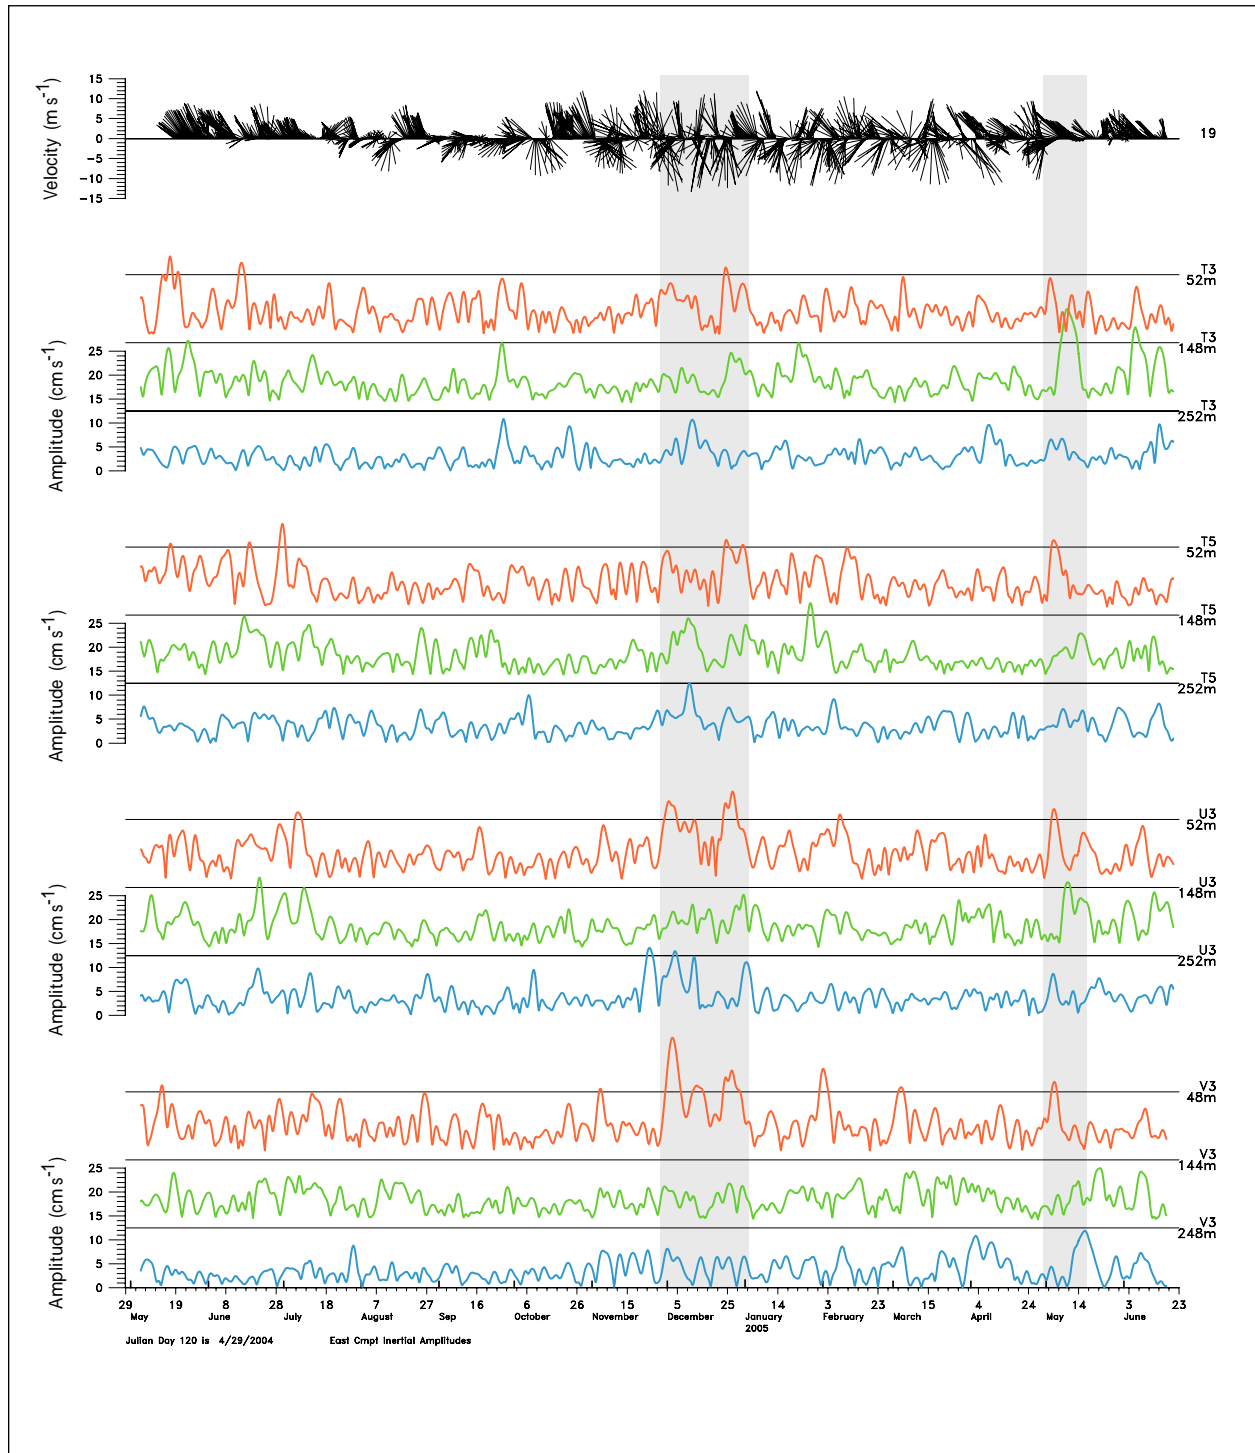 Velocity (m s-1)
15
10
5
0
-5
-10
-15
19
T3
52m
T3
148m
T3
252m
Amplitude (cm s-1)
25
20
15
10
5
0
T5
52m
T5
148m
T5
252m
Amplitude (cm s-1)
25
20
15
10
5
0
U3
52m
U3
148m
U3
252m
Amplitude (cm s-1)
25
20
15
10
5
0
V3
48m
V3
144m
V3
248m
Amplitude (cm s-1)
25
20
15
10
5
0
29 19 8 28 18 7 27 16 6 26 15 5 25 14 3 23 15 4 24 14 3 23
May June July August Sep October November December January February March April May June
2005
Julian Day 120 is 4/29/2004 East Cmpt Inertial Amplitudes